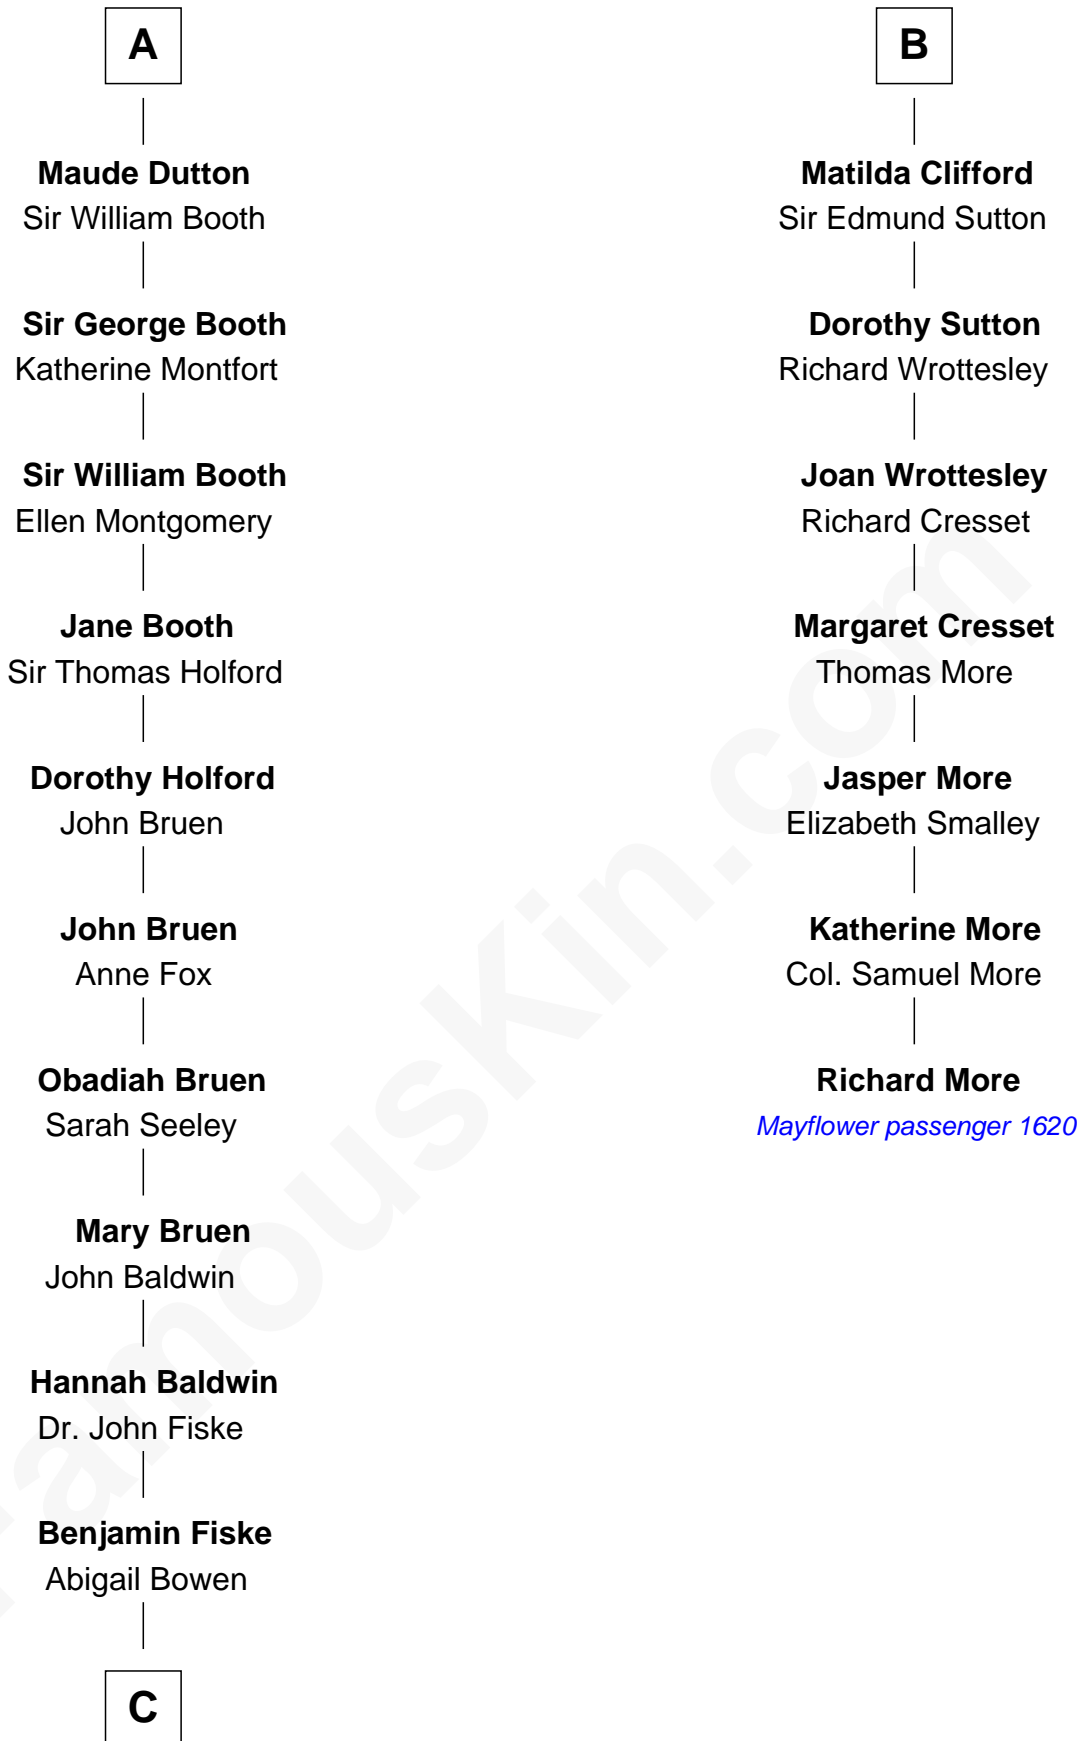 A
Maude Dutton
Sir William Booth
Sir George Booth
Katherine Montfort
Sir William Booth
Ellen Montgomery
Jane Booth
Sir Thomas Holford
Dorothy Holford
John Bruen
John Bruen
Anne Fox
Obadiah Bruen
Sarah Seeley
Mary Bruen
John Baldwin
Hannah Baldwin
Dr. John Fiske
Benjamin Fiske
Abigail Bowen
C
B
Matilda Clifford
Sir Edmund Sutton
Dorothy Sutton
Richard Wrottesley
Joan Wrottesley
Richard Cresset
Margaret Cresset
Thomas More
Jasper More
Elizabeth Smalley
Katherine More
Col. Samuel More
Richard More
Mayflower passenger 1620
FamousKin.com